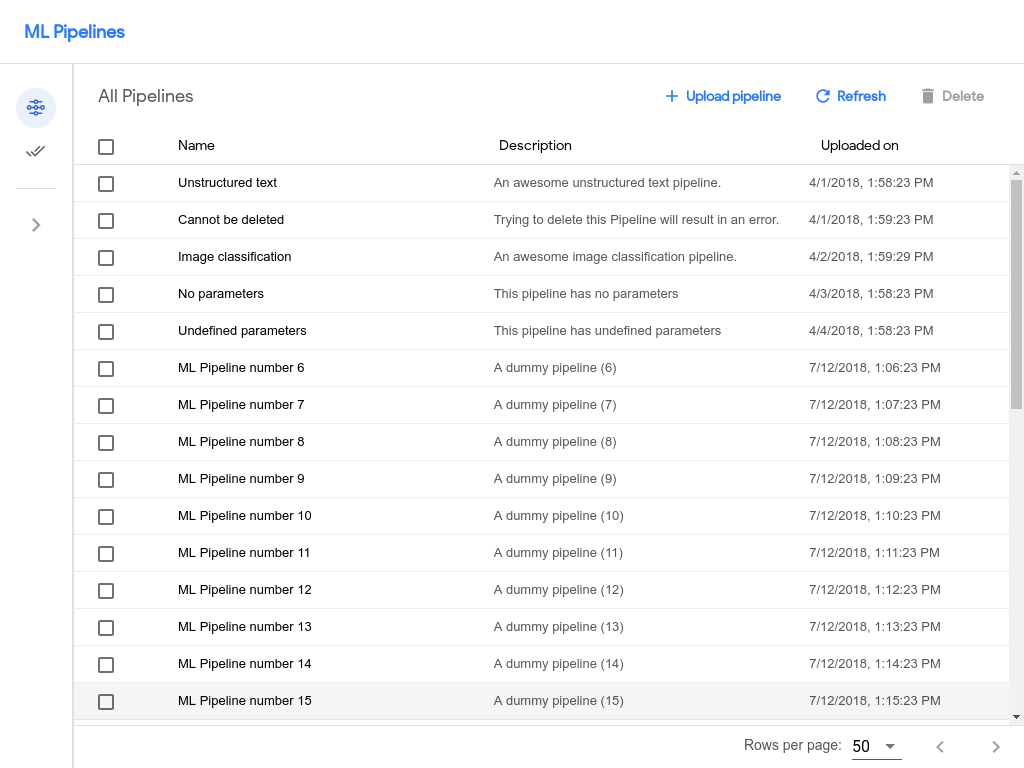 ML Pipelines
All Pipelines Upload pipeline Refresh Delete
Name Description Uploaded on
Unstructured text An awesome unstructured text pipeline. 4/1/2018, 1:58:23 PM
Cannot be deleted Trying to delete this Pipeline will result in an error. 4/1/2018, 1:59:23 PM
Image classification An awesome image classification pipeline. 4/2/2018, 1:59:29 PM
No parameters This pipeline has no parameters 4/3/2018, 1:58:23 PM
Undefined parameters This pipeline has undefined parameters 4/4/2018, 1:58:23 PM
ML Pipeline number 6 A dummy pipeline (6) 7/12/2018, 1:06:23 PM
ML Pipeline number 7 A dummy pipeline (7) 7/12/2018, 1:07:23 PM
ML Pipeline number 8 A dummy pipeline (8) 7/12/2018, 1:08:23 PM
ML Pipeline number 9 A dummy pipeline (9) 7/12/2018, 1:09:23 PM
ML Pipeline number 10 A dummy pipeline (10) 7/12/2018, 1:10:23 PM
ML Pipeline number 11 A dummy pipeline (11) 7/12/2018, 1:11:23 PM
ML Pipeline number 12 A dummy pipeline (12) 7/12/2018, 1:12:23 PM
ML Pipeline number 13 A dummy pipeline (13) 7/12/2018, 1:13:23 PM
ML Pipeline number 14 A dummy pipeline (14) 7/12/2018, 1:14:23 PM
ML Pipeline number 15 A dummy pipeline (15) 7/12/2018, 1:15:23 PM
Rows per page: 50